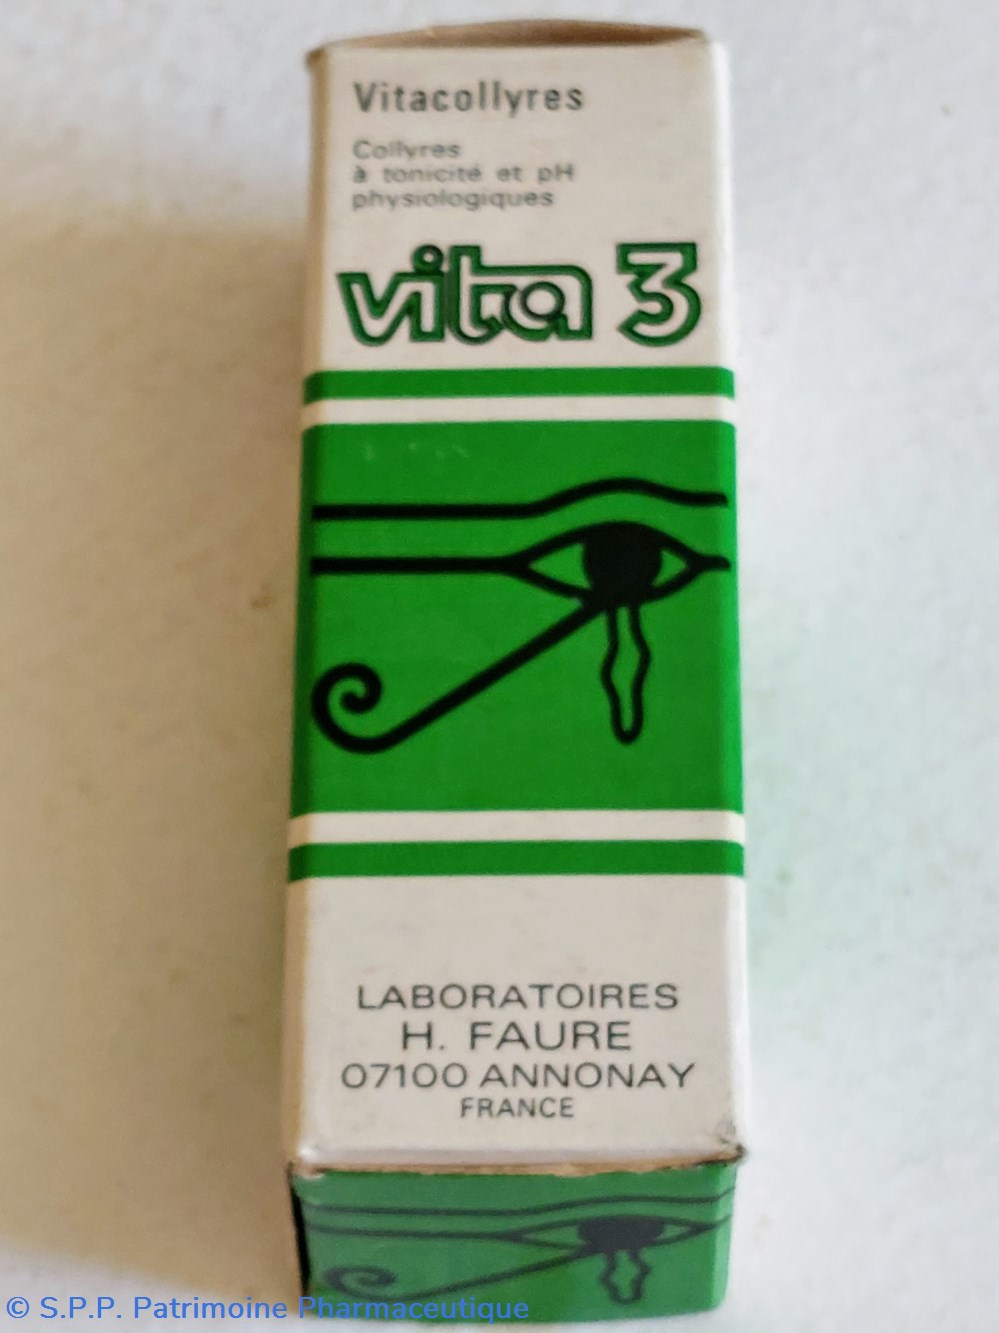 Vitacollyres
Collyres
à tonicité et pH
physiologiques
vita 3
LABORATOIRES
H. FAURE
07100 ANNONAY
FRANCE
© S.P.P. Patrimoine Pharmaceutique